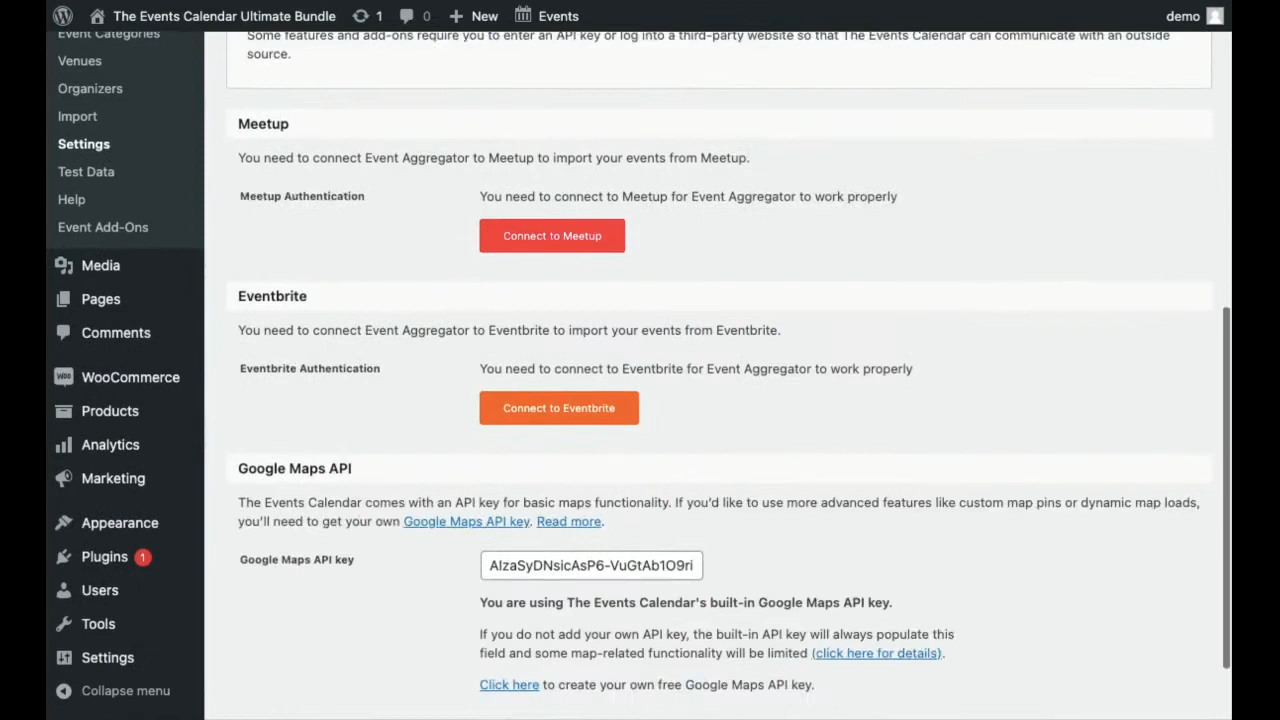 The Events Calendar Ultimate Bundle 1 0 New Events demo
Event Categories
Venues
Organizers
Import
Settings
Test Data
Help
Event Add-Ons
Media
Pages
Comments
WooCommerce
Products
Analytics
Marketing
Appearance
Plugins 1
Users
Tools
Settings
Collapse menu
Some features and add-ons require you to enter an API key or log into a third-party website so that The Events Calendar can communicate with an outside
source.
Meetup
You need to connect Event Aggregator to Meetup to import your events from Meetup.
Meetup Authentication
You need to connect to Meetup for Event Aggregator to work properly
Connect to Meetup
Eventbrite
You need to connect Event Aggregator to Eventbrite to import your events from Eventbrite.
Eventbrite Authentication
You need to connect to Eventbrite for Event Aggregator to work properly
Connect to Eventbrite
Google Maps API
The Events Calendar comes with an API key for basic maps functionality. If you'd like to use more advanced features like custom map pins or dynamic map loads,
you'll need to get your own Google Maps API key. Read more.
Google Maps API key
AIzaSyDNsicAsP6-VuGtAb1O9ri
You are using The Events Calendar's built-in Google Maps API key.
If you do not add your own API key, the built-in API key will always populate this
field and some map-related functionality will be limited (click here for details).
Click here to create your own free Google Maps API key.